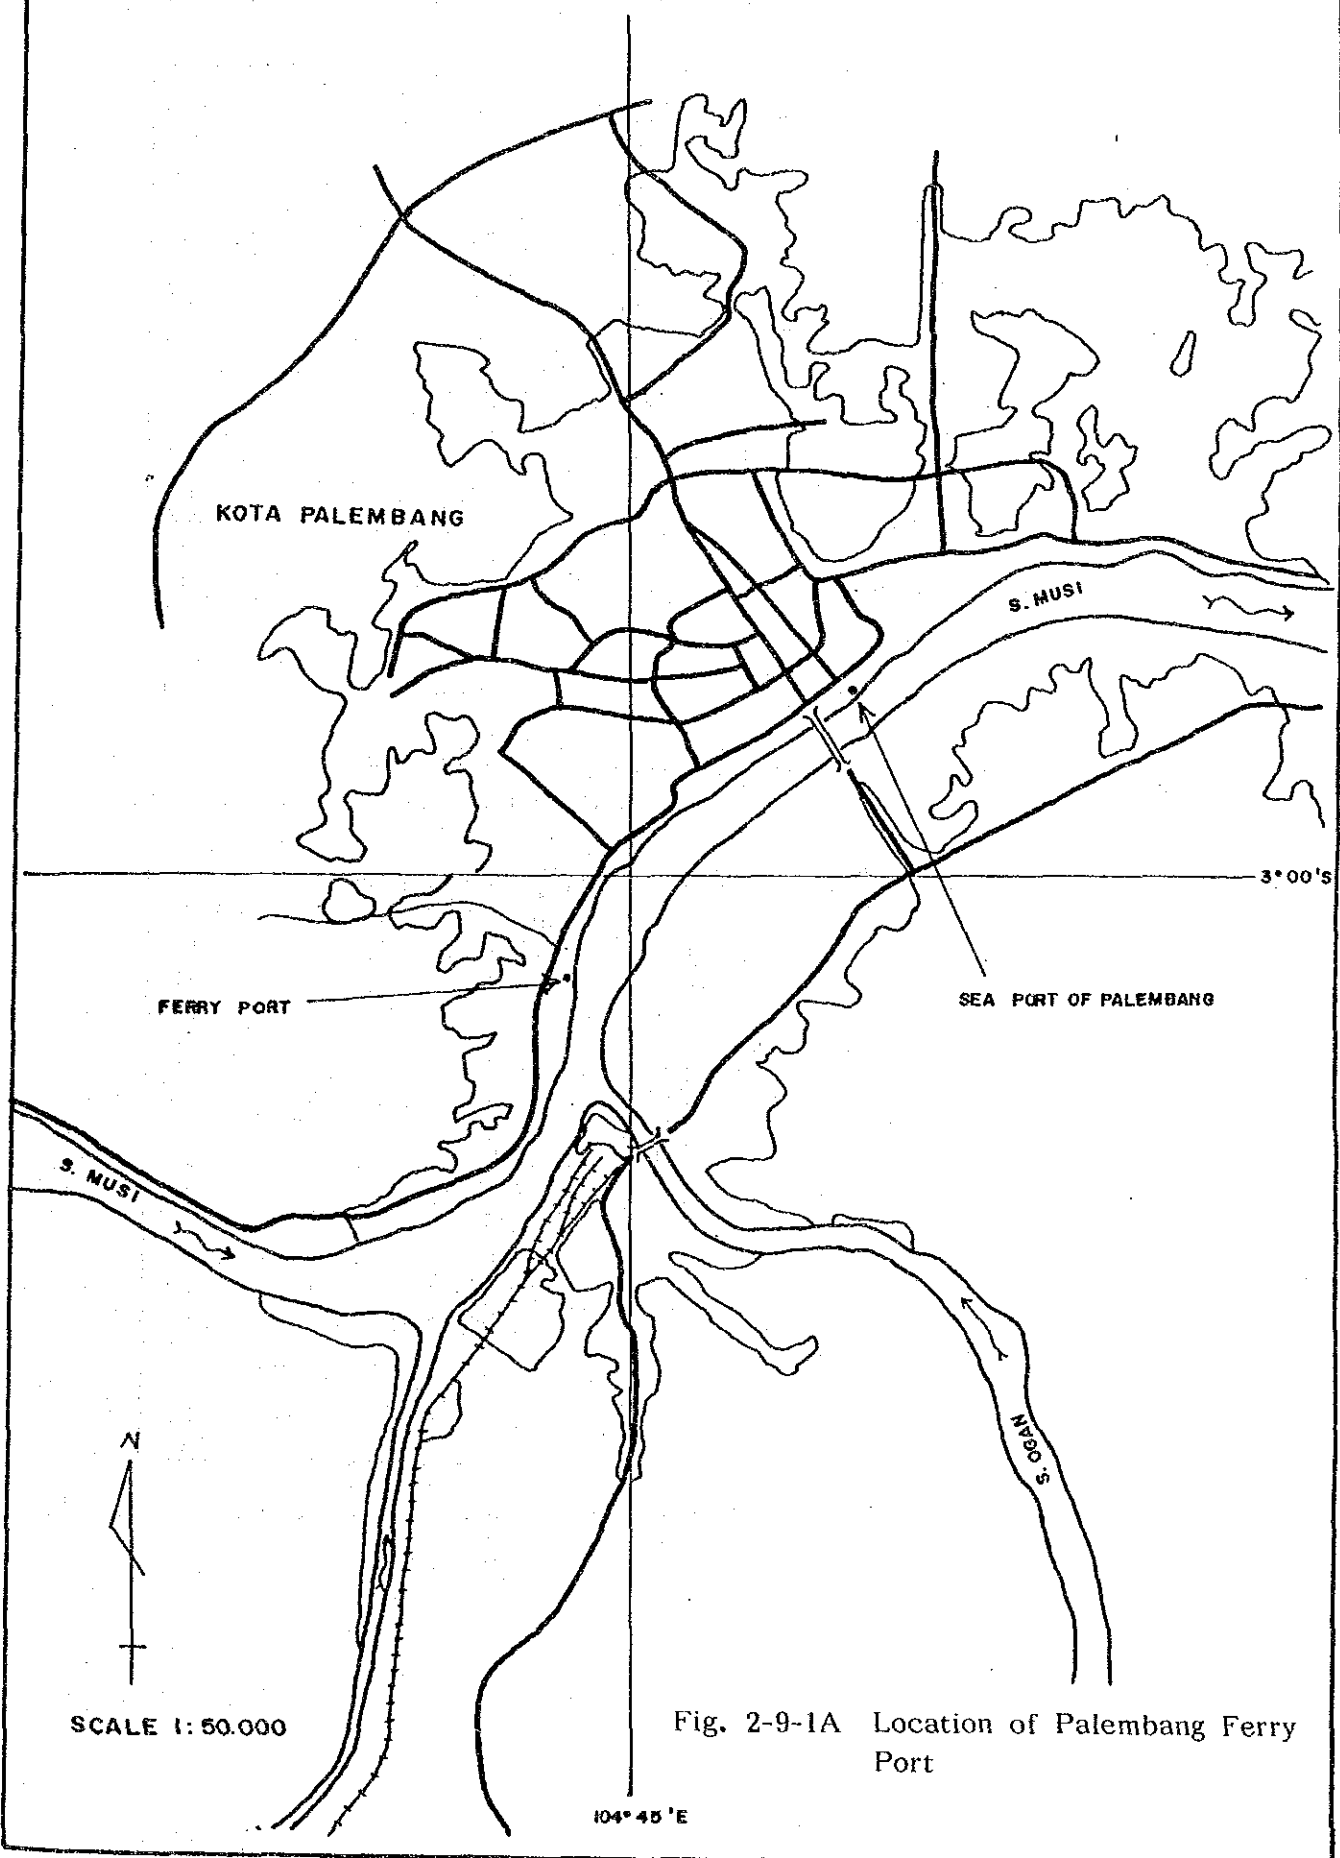 KOTA PALEMBANG
S. MUSI
3°00'S
FERRY PORT
SEA PORT OF PALEMBANG
S. MUSI
S. OGAN
N
SCALE 1:50.000
Fig. 2-9-1A Location of Palembang Ferry
Port
104°45'E